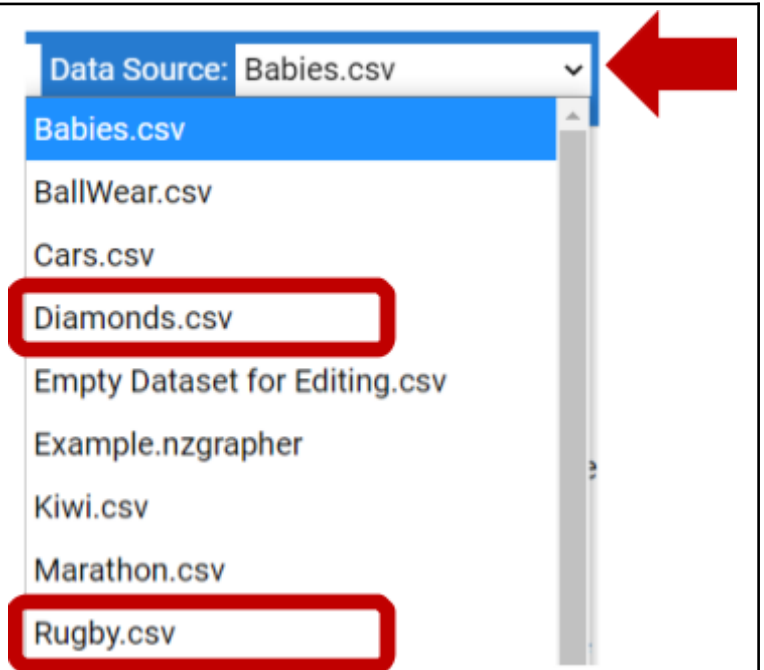 Data Source: Babies.csv
Babies.csv
BallWear.csv
Cars.csv
Diamonds.csv
Empty Dataset for Editing.csv
Example.nzgrapher
Kiwi.csv
Marathon.csv
Rugby.csv